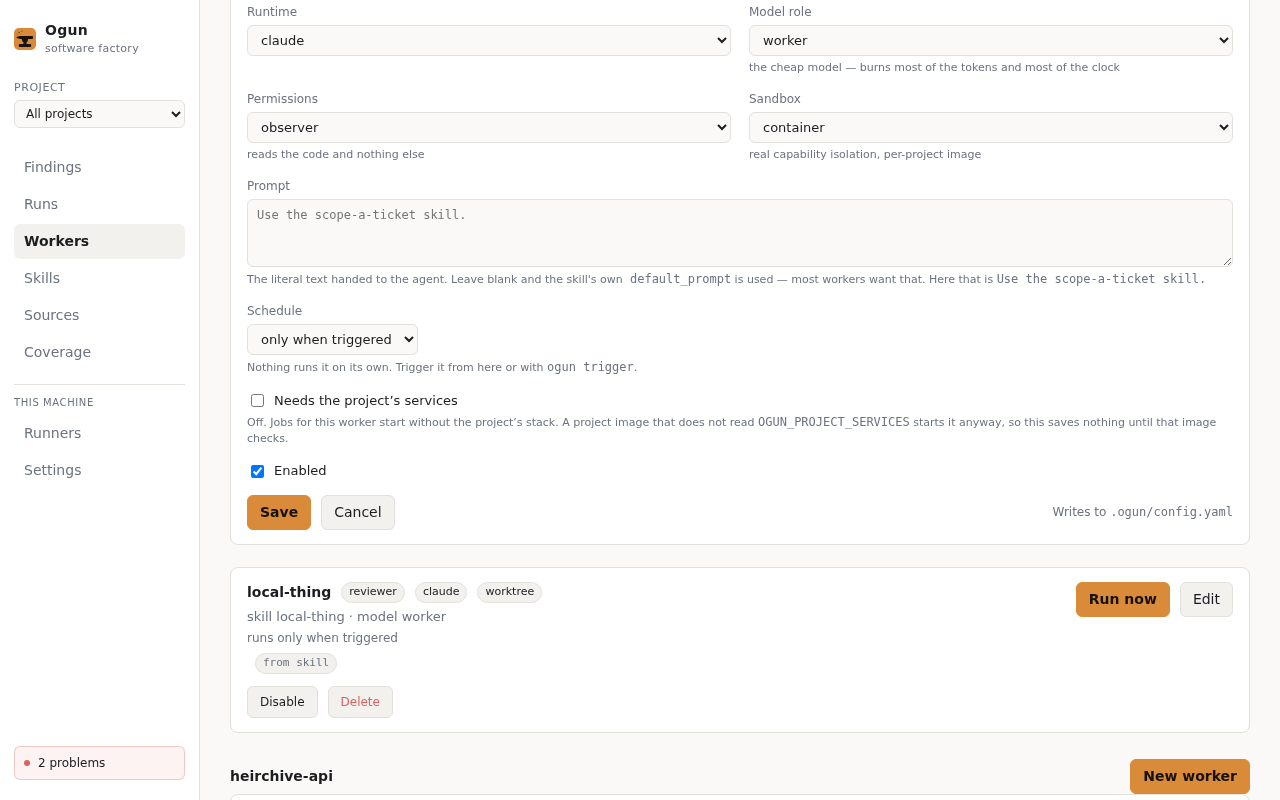 Ogun
software factory
PROJECT
All projects
Findings
Runs
Workers
Skills
Sources
Coverage
THIS MACHINE
Runners
Settings
2 problems
Runtime
claude
Model role
worker
the cheap model — burns most of the tokens and most of the clock
Permissions
observer
reads the code and nothing else
Sandbox
container
real capability isolation, per-project image
Prompt
Use the scope-a-ticket skill.
The literal text handed to the agent. Leave blank and the skill's own default_prompt is used — most workers want that. Here that is Use the scope-a-ticket skill.
Schedule
only when triggered
Nothing runs it on its own. Trigger it from here or with ogun trigger.
Needs the project’s services
Off. Jobs for this worker start without the project’s stack. A project image that does not read OGUN_PROJECT_SERVICES starts it anyway, so this saves nothing until that image
checks.
Enabled
Save
Cancel
Writes to .ogun/config.yaml
local-thing
reviewer
claude
worktree
Run now
Edit
skill local-thing · model worker
runs only when triggered
from skill
Disable
Delete
heirchive-api
New worker